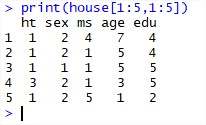 > print(house[1:5,1:5])
  ht sex ms age edu
1  1   2  4   7   4
2  1   2  1   5   4
3  1   1  1   5   5
4  3   2  1   3   5
5  1   2  5   1   2
>